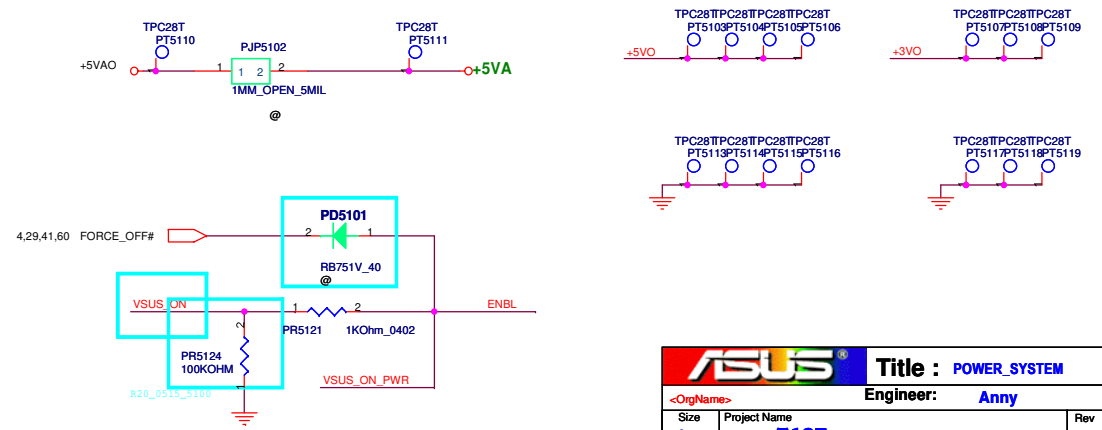 TPC28T
PT5110
TPC28T
PT5111
PJP5102
+5VAO
1
1 2
2
+5VA
1MM_OPEN_5MIL
@
TPC28T TPC28T TPC28T TPC28T
PT5103 PT5104 PT5105 PT5106
+5VO
TPC28T TPC28T TPC28T
PT5107 PT5108 PT5109
+3VO
TPC28T TPC28T TPC28T TPC28T
PT5113 PT5114 PT5115 PT5116
TPC28T TPC28T TPC28T
PT5117 PT5118 PT5119
PD5101
4,29,41,60 FORCE_OFF#
2
1
RB751V_40
@
VSUS_ON
1
2
ENBL
PR5121
1KOhm_0402
2
PR5124
100KOHM
1
VSUS_ON_PWR
R20_0515_5100
ASUS®
Title : POWER_SYSTEM
<OrgName>
Engineer: Anny
Size
Project Name
Rev